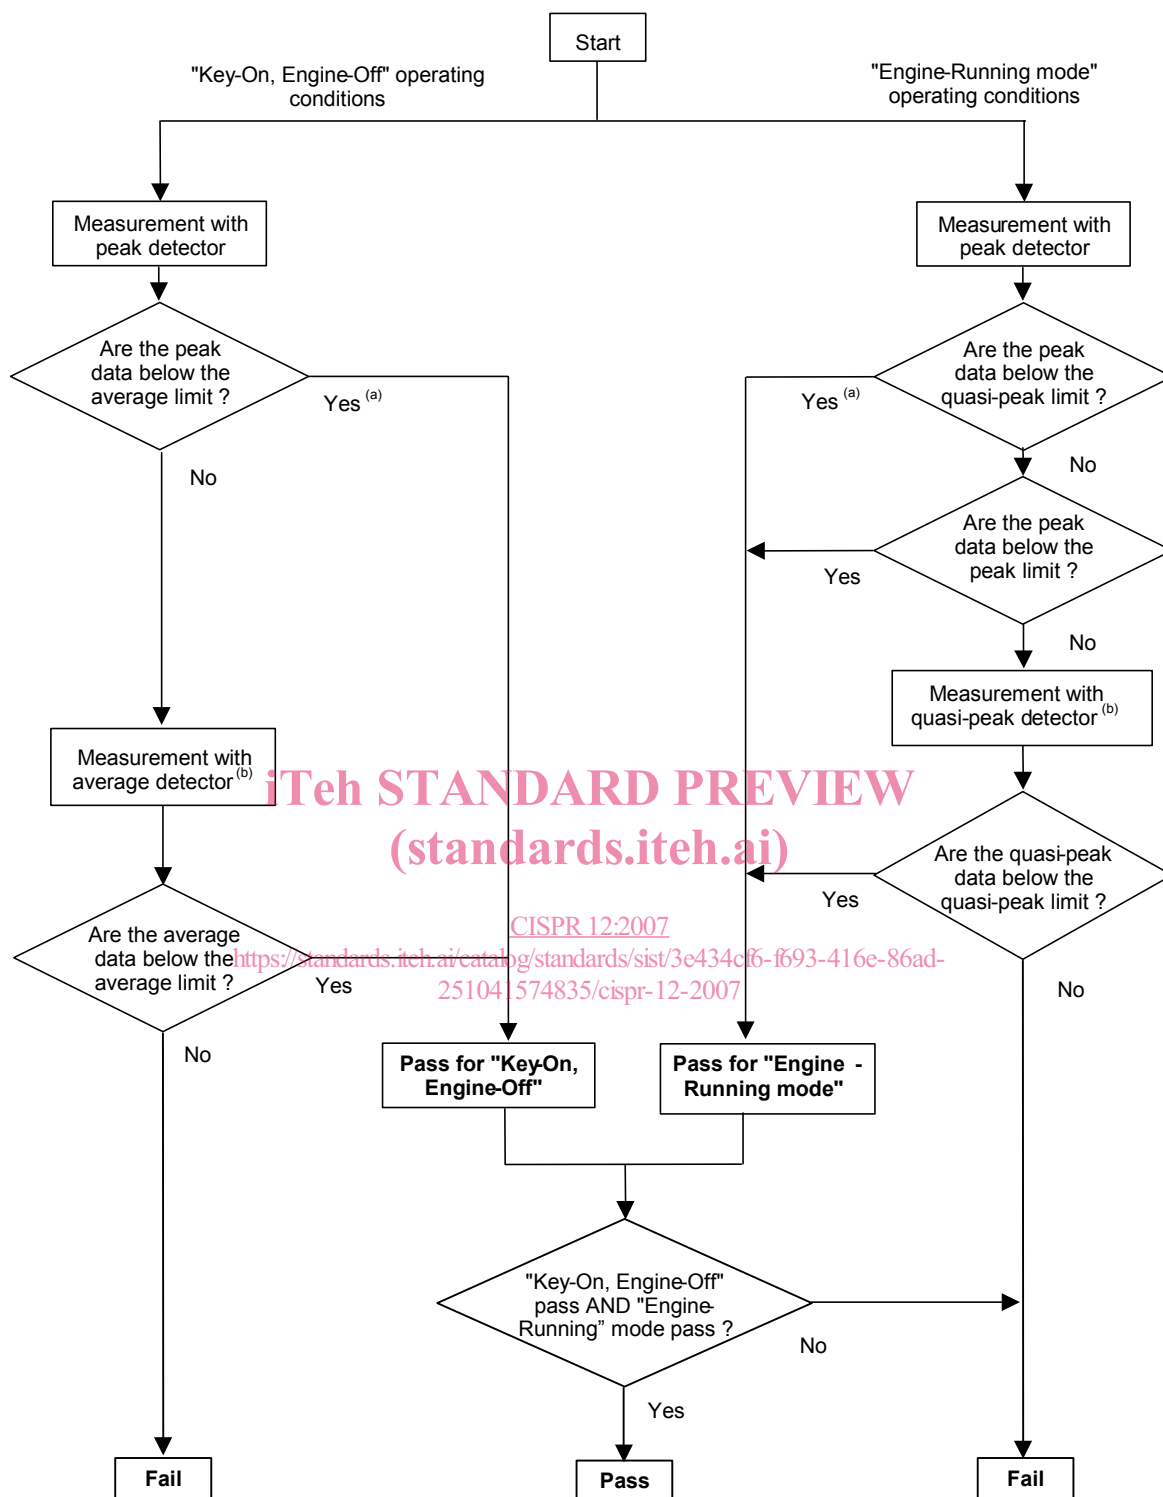 Start
"Key-On, Engine-Off" operating
conditions
"Engine-Running mode"
operating conditions
Measurement with
peak detector
Measurement with
peak detector
Are the peak
data below the
average limit ?
Yes (a)
No
Are the peak
data below the
quasi-peak limit ?
Yes (a)
No
Are the peak
data below the
peak limit ?
Yes
No
Measurement with
quasi-peak detector (b)
Measurement with
average detector (b)
iTeh STANDARD PREVIEW
(standards.iteh.ai)
Are the quasi-peak
data below the
quasi-peak limit ?
Yes
No
Are the average
data below the
average limit ?
Yes
No
CISPR 12:2007
https://standards.iteh.ai/catalog/standards/sist/3e434cf6-f693-416e-86ad-
251041574835/cispr-12-2007
Pass for "Key-On,
Engine-Off"
Pass for "Engine -
Running mode"
"Key-On, Engine-Off"
pass AND "Engine-
Running” mode pass ?
No
Yes
Fail
Pass
Fail